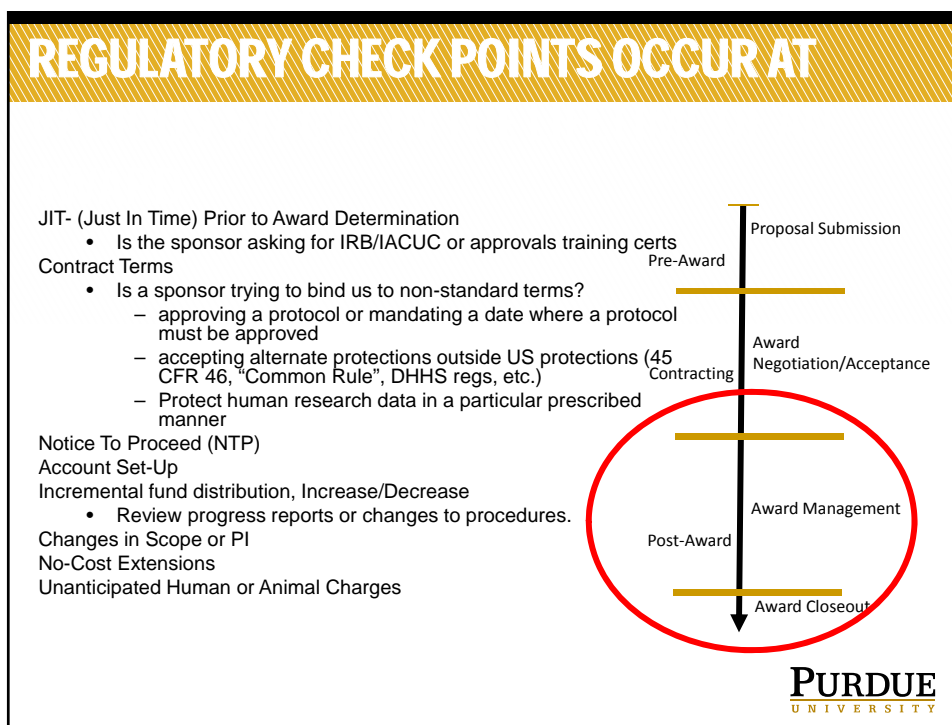 REGULATORY CHECK POINTS OCCUR AT
JIT- (Just In Time) Prior to Award Determination
• Is the sponsor asking for IRB/IACUC or approvals training certs
Contract Terms
• Is a sponsor trying to bind us to non-standard terms?
– approving a protocol or mandating a date where a protocol
must be approved
– accepting alternate protections outside US protections (45
CFR 46, “Common Rule”, DHHS regs, etc.)
– Protect human research data in a particular prescribed
manner
Notice To Proceed (NTP)
Account Set-Up
Incremental fund distribution, Increase/Decrease
• Review progress reports or changes to procedures.
Changes in Scope or PI
No-Cost Extensions
Unanticipated Human or Animal Charges
Proposal Submission
Pre-Award
Award
Negotiation/Acceptance
Contracting
Award Management
Post-Award
Award Closeout
PURDUE
UNIVERSITY